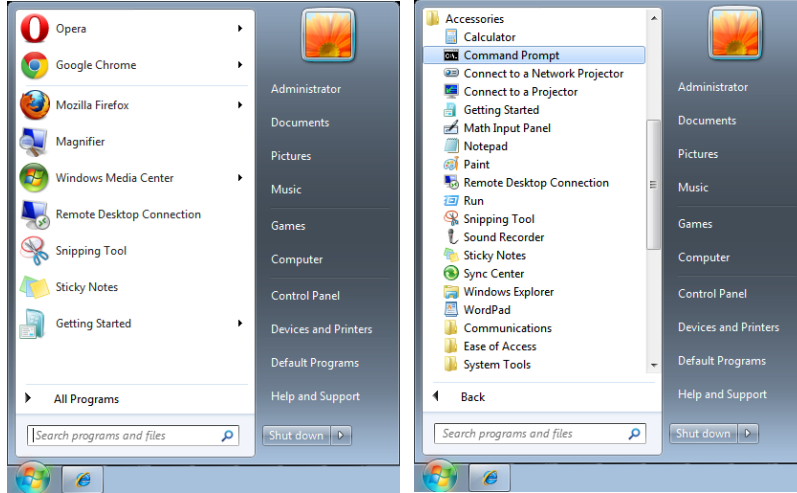 Opera
Google Chrome
Mozilla Firefox
Magnifier
Windows Media Center
Remote Desktop Connection
Snipping Tool
Sticky Notes
Getting Started
All Programs
Search programs and files
Administrator
Documents
Pictures
Music
Games
Computer
Control Panel
Devices and Printers
Default Programs
Help and Support
Shut down
Accessories
Calculator
Command Prompt
Connect to a Network Projector
Connect to a Projector
Getting Started
Math Input Panel
Notepad
Paint
Remote Desktop Connection
Run
Snipping Tool
Sound Recorder
Sticky Notes
Sync Center
Windows Explorer
WordPad
Communications
Ease of Access
System Tools
Back
Search programs and files
Administrator
Documents
Pictures
Music
Games
Computer
Control Panel
Devices and Printers
Default Programs
Help and Support
Shut down